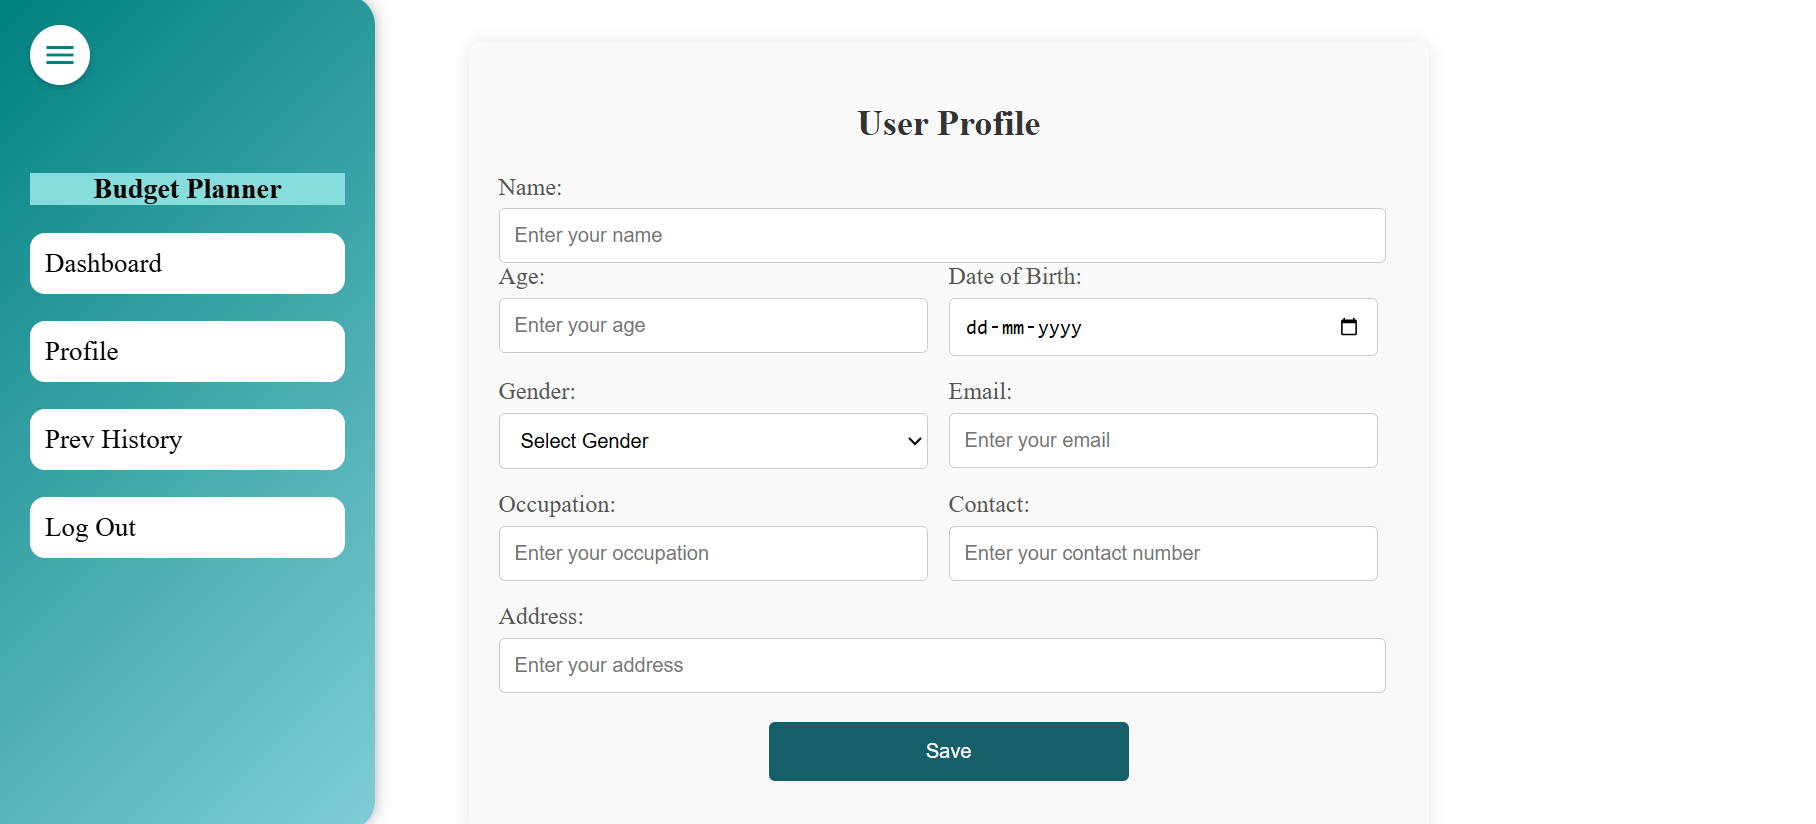 Budget Planner
Dashboard
Profile
Prev History
Log Out
User Profile
Name:
Enter your name
Age:
Date of Birth:
Enter your age
dd-mm-yyyy
Gender:
Email:
Select Gender
Enter your email
Occupation:
Contact:
Enter your occupation
Enter your contact number
Address:
Enter your address
Save